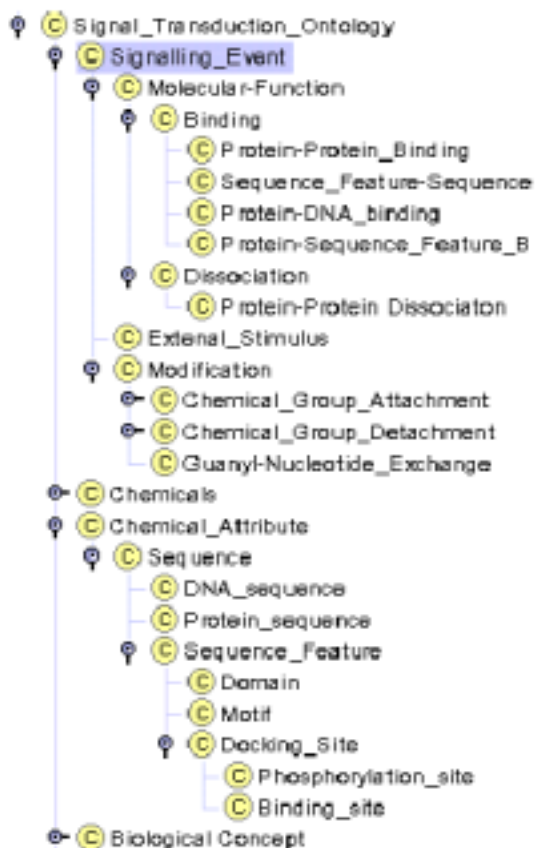 Signal_Transduction_Ontology
Signalling_Event
Molecular-Function
Binding
Protein-Protein_Binding
Sequence_Feature-Sequence
Protein-DNA_binding
Protein-Sequence_Feature_B
Dissociation
Protein-Protein Dissociaton
Extenal_Stimulus
Modification
Chemical_Group_Attachment
Chemical_Group_Detachment
Guanyl-Nucleotide_Exchange
Chemicals
Chemical_Attribute
Sequence
DNA_sequence
Protein_sequence
Sequence_Feature
Domain
Motif
Docking_Site
Phosphorylation_site
Binding_site
Biological Concept